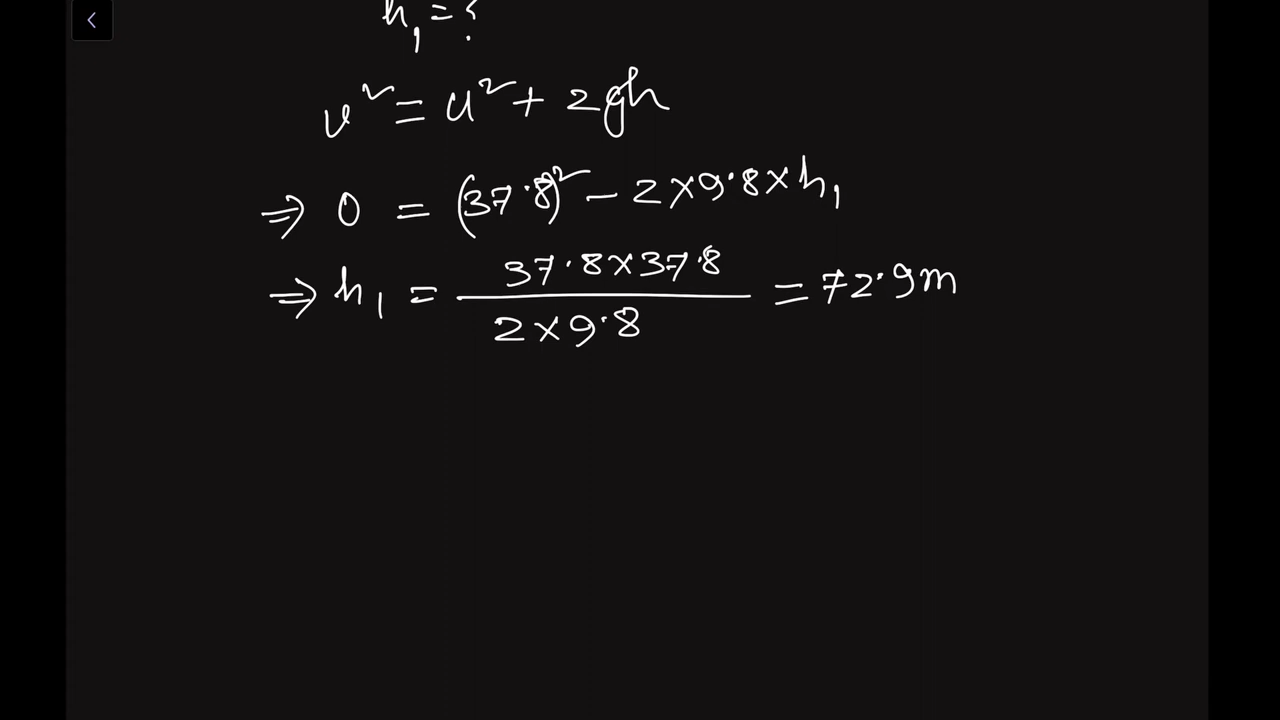 h₁ = ?
v² = u² + 2gh
⇒ 0 = (37.8)² − 2×9.8×h₁
⇒ h₁ = 37.8×37.8 / 2×9.8 = 72.9m